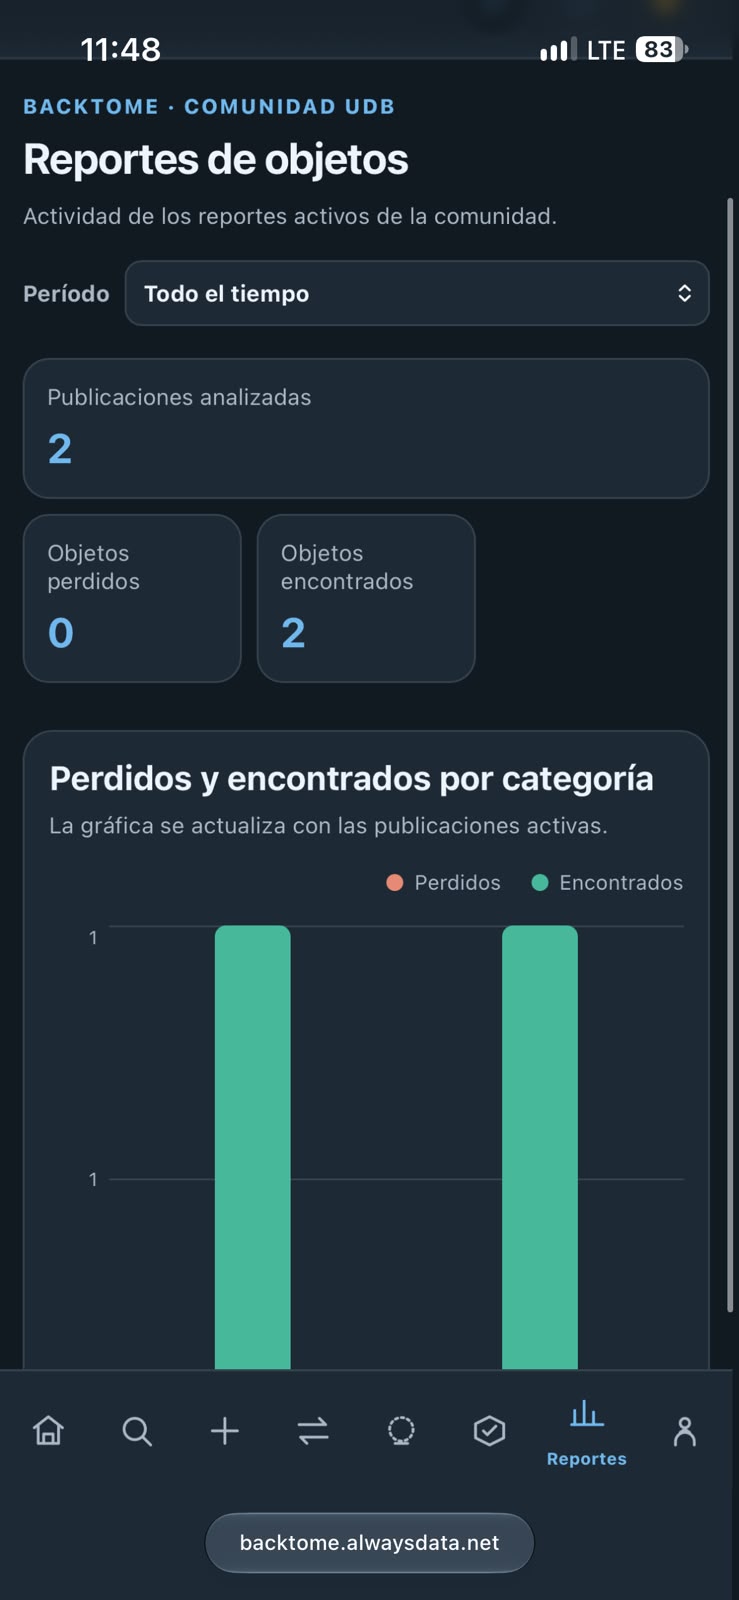 11:48
LTE
83
BACKTOME · COMUNIDAD UDB
Reportes de objetos
Actividad de los reportes activos de la comunidad.
Período
Todo el tiempo
Publicaciones analizadas
2
Objetos
perdidos
0
Objetos
encontrados
2
Perdidos y encontrados por categoría
La gráfica se actualiza con las publicaciones activas.
Perdidos
Encontrados
1
1
Reportes
backtome.alwaysdata.net